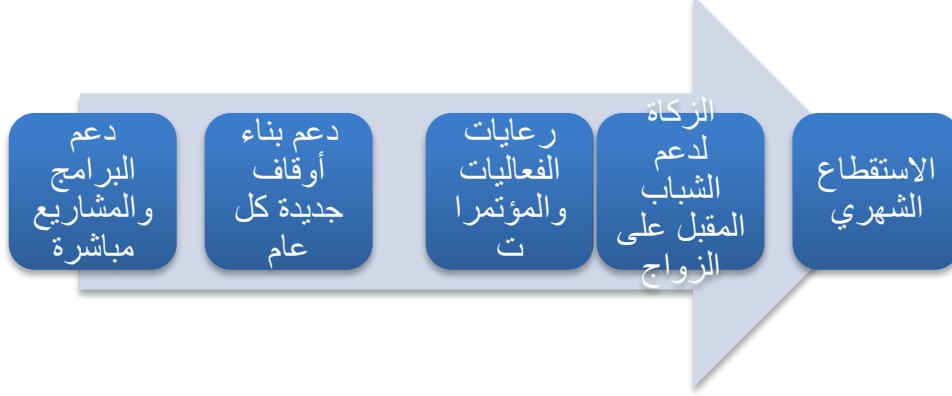 الاستقطاع
الشهري
الزكاة
لدعم
الشباب
المقبل على
الزواج
رعايات
الفعاليات
والمؤتمرا
ت
دعم بناء
أوقاف
جديدة كل
عام
دعم
البرامج
والمشاريع
مباشرة